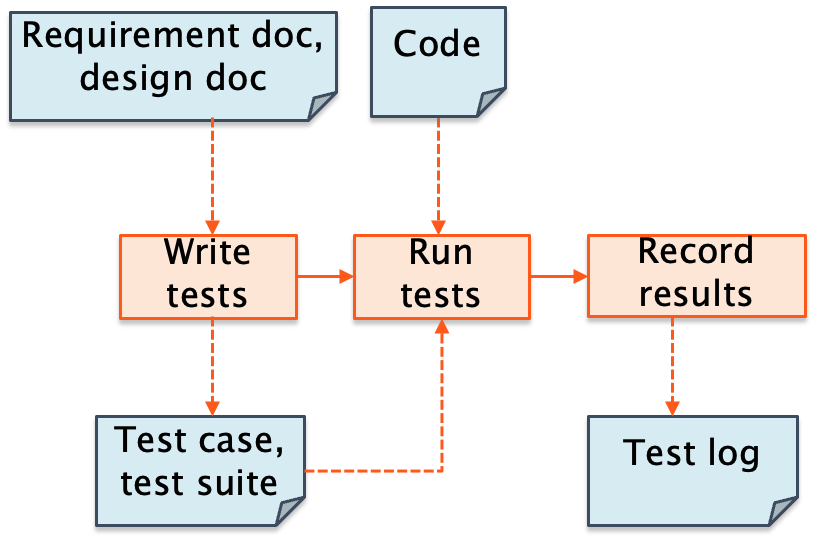 Requirement doc,
design doc
Code
Write
tests
Run
tests
Record
results
Test case,
test suite
Test log